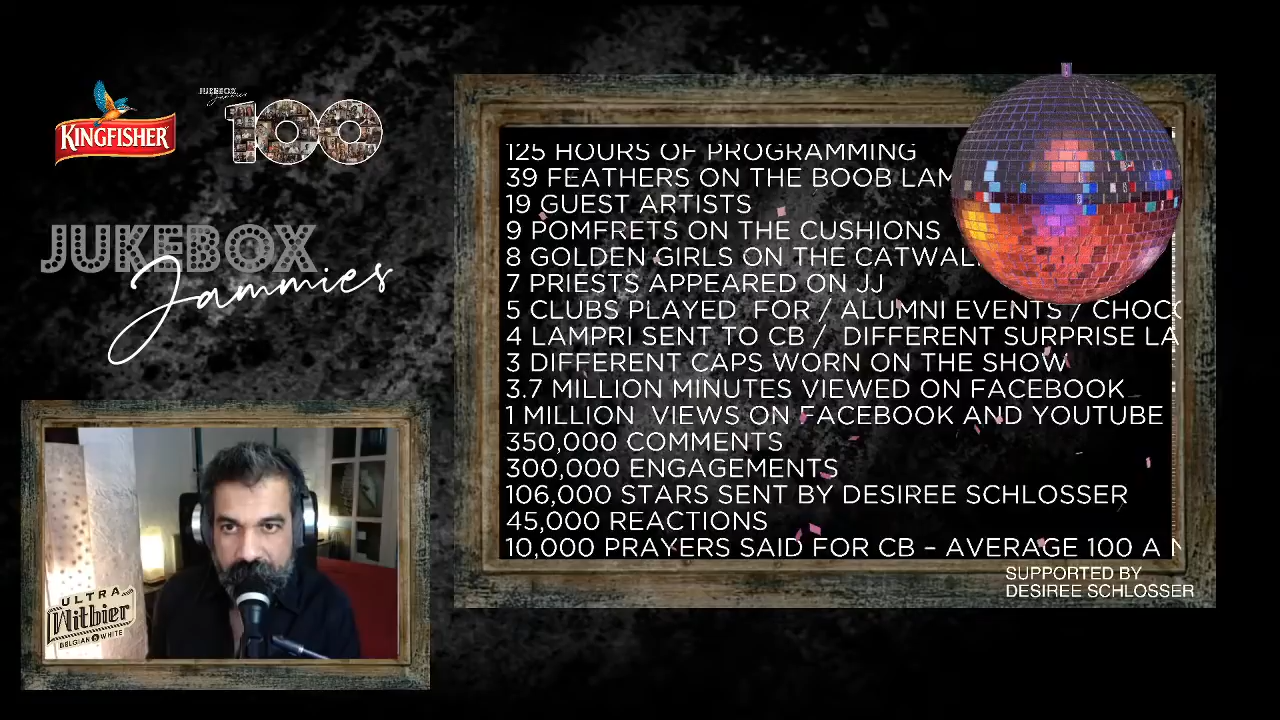 KINGFISHER
JUKEBOX
Jammies
100
JUKEBOX
Jammies
ULTRA
Witbier
BELGIAN WHITE
125 HOURS OF PROGRAMMING
39 FEATHERS ON THE BOOB
19 GUEST ARTISTS
9 POMFRETS ON THE CUSHIONS
8 GOLDEN GIRLS ON THE
7 PRIESTS APPEARED ON JJ
5 CLUBS PLAYED FOR / ALUMNI EVENTS /
4 LAMPRI SENT TO CB / DIFFERENT SURPRISE
3 DIFFERENT CAPS WORN ON THE SHOW
3.7 MILLION MINUTES VIEWED ON FACEBOOK
1 MILLION VIEWS ON FACEBOOK AND YOUTUBE
350,000 COMMENTS
300,000 ENGAGEMENTS
106,000 STARS SENT BY DESIREE SCHLOSSER
45,000 REACTIONS
10,000 PRAYERS SAID FOR CB – AVERAGE 100 A
SUPPORTED BY
DESIREE SCHLOSSER